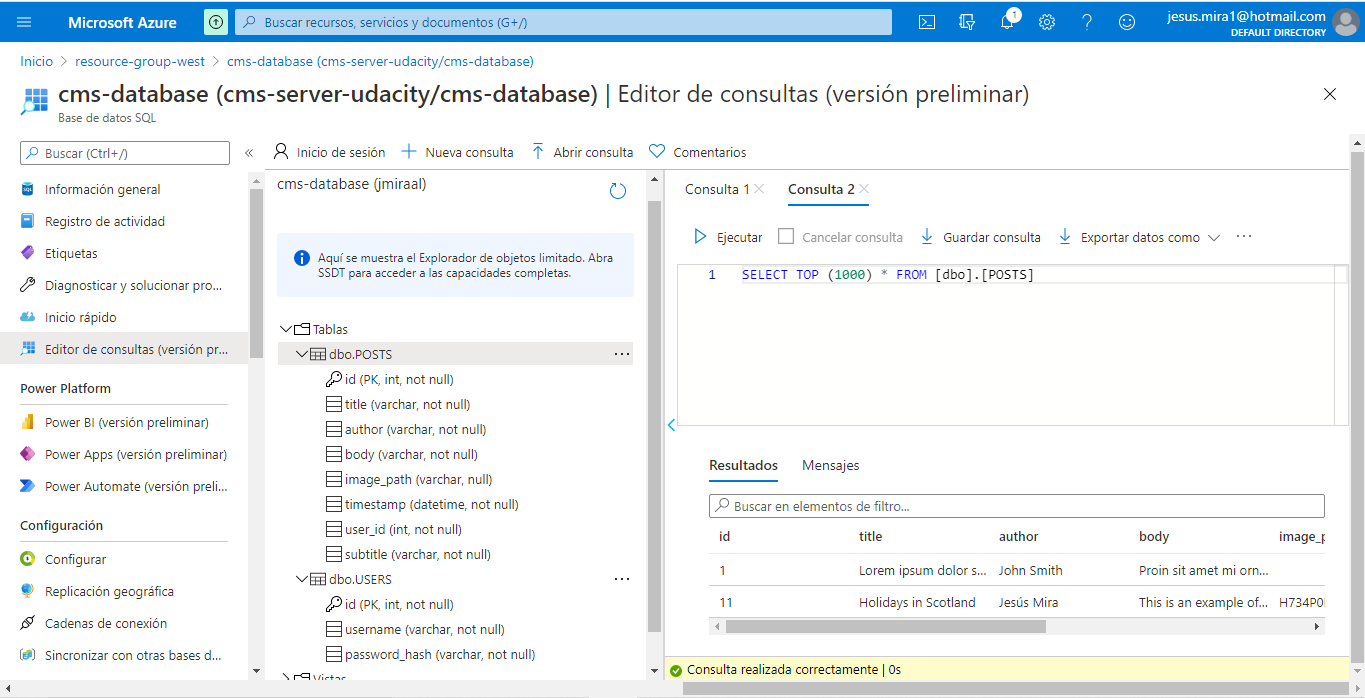 Microsoft Azure
Buscar recursos, servicios y documentos (G+/)
1
jesus.mira1@hotmail.com
DEFAULT DIRECTORY
Inicio > resource-group-west > cms-database (cms-server-udacity/cms-database)
cms-database (cms-server-udacity/cms-database) | Editor de consultas (versión preliminar)
Base de datos SQL
Buscar (Ctrl+/)
«
Información general
Registro de actividad
Etiquetas
Diagnosticar y solucionar pro...
Inicio rápido
Editor de consultas (versión pr...
Power Platform
Power BI (versión preliminar)
Power Apps (versión preliminar)
Power Automate (versión preli...
Configuración
Configurar
Replicación geográfica
Cadenas de conexión
Sincronizar con otras bases d...
Inicio de sesión
Nueva consulta
Abrir consulta
Comentarios
cms-database (jmiraal)
Aquí se muestra el Explorador de objetos limitado. Abra
SSDT para acceder a las capacidades completas.
Tablas
dbo.POSTS
...
id (PK, int, not null)
title (varchar, not null)
author (varchar, not null)
body (varchar, not null)
image_path (varchar, null)
timestamp (datetime, not null)
user_id (int, not null)
subtitle (varchar, not null)
dbo.USERS
...
id (PK, int, not null)
username (varchar, not null)
password_hash (varchar, not null)
Vistas
Consulta 1
Consulta 2
Ejecutar
Cancelar consulta
Guardar consulta
Exportar datos como
...
1 SELECT TOP (1000) * FROM [dbo].[POSTS]
Resultados
Mensajes
Buscar en elementos de filtro...
id title author body image_p
1 Lorem ipsum dolor s... John Smith Proin sit amet mi orn...
11 Holidays in Scotland Jesús Mira This is an example of... H734P0
Consulta realizada correctamente | 0s